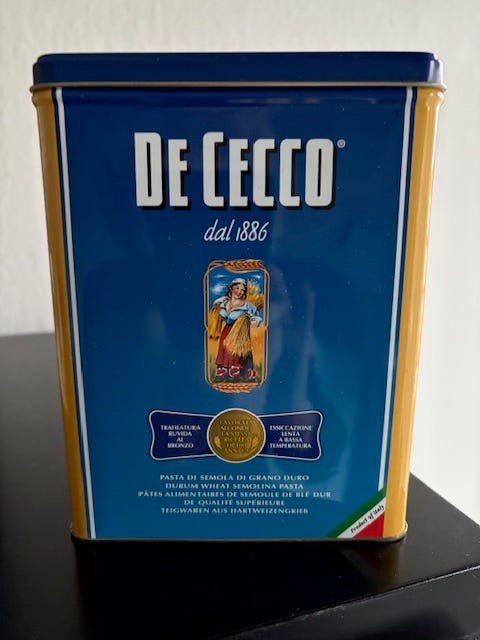 DE CECCO®
dal 1886
TRAFILATURA
RUVIDA
AL
BRONZO
ESSICCAZIONE
LENTA
A BASSA
TEMPERATURA
PASTA DI SEMOLA DI GRANO DURO
DURUM WHEAT SEMOLINA PASTA
PÂTES ALIMENTAIRES DE SEMOULE DE BLÉ DUR
DE QUALITÉ SUPÉRIEURE
TEIGWAREN AUS HARTWEIZENGRIEß
Product of Italy